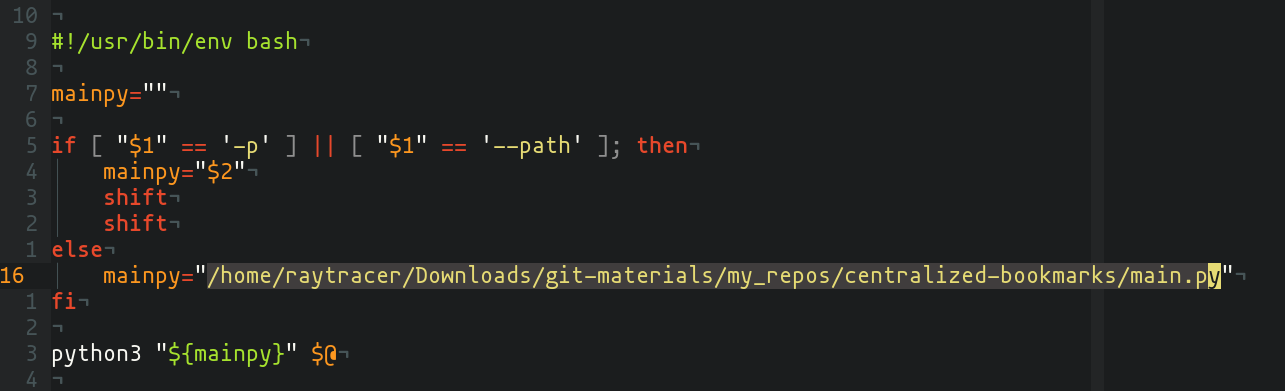 10 ¬
9 #!/usr/bin/env bash¬
8 ¬
7 mainpy=""¬
6 ¬
5 if [ "$1" == '-p' ] || [ "$1" == '--path' ]; then¬
4 mainpy="$2"¬
3 shift¬
2 shift¬
1 else¬
16 mainpy="/home/raytracer/Downloads/git-materials/my_repos/centralized-bookmarks/main.py"¬
1 fi¬
2 ¬
3 python3 "${mainpy}" $@¬
4 ¬